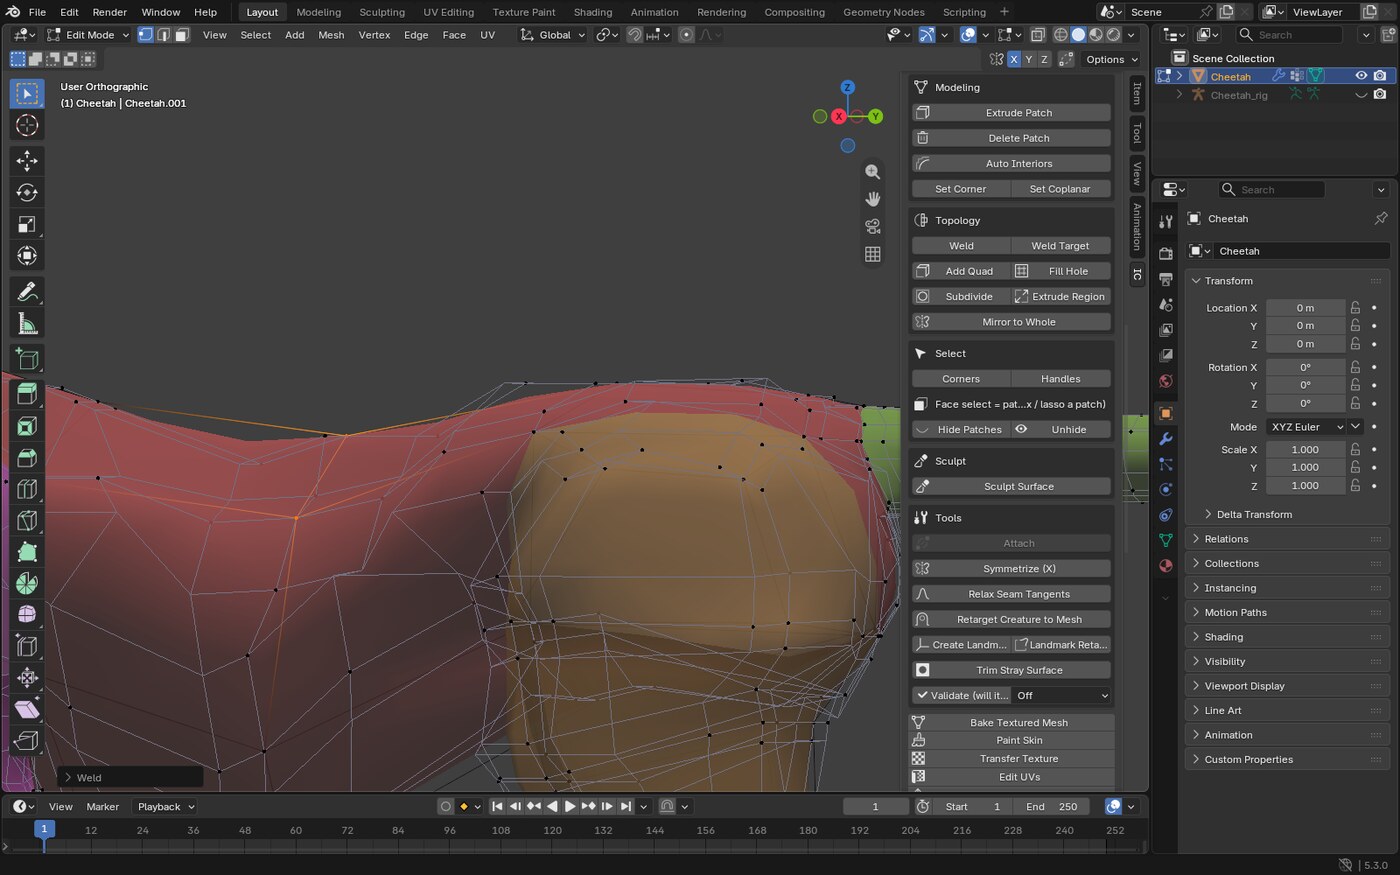 File Edit Render Window Help Layout Modeling Sculpting UV Editing Texture Paint Shading Animation Rendering Compositing Geometry Nodes Scripting + Scene ViewLayer
Edit Mode View Select Add Mesh Vertex Edge Face UV Global Search
X Y Z Options
User Orthographic
(1) Cheetah | Cheetah.001
Z
X
Y
Modeling
Extrude Patch
Delete Patch
Auto Interiors
Set Corner Set Coplanar
Topology
Weld Weld Target
Add Quad Fill Hole
Subdivide Extrude Region
Mirror to Whole
Select
Corners Handles
Face select = pat...x / lasso a patch)
Hide Patches Unhide
Sculpt
Sculpt Surface
Tools
Attach
Symmetrize (X)
Relax Seam Tangents
Retarget Creature to Mesh
Create Landm... Landmark Reta...
Trim Stray Surface
Validate (will it... Off
Bake Textured Mesh
Paint Skin
Transfer Texture
Edit UVs
Item
Tool
View
Animation
IC
Weld
Scene Collection
Cheetah
Cheetah_rig
Search
Cheetah
Cheetah
Transform
Location X 0 m
Y 0 m
Z 0 m
Rotation X 0°
Y 0°
Z 0°
Mode XYZ Euler
Scale X 1.000
Y 1.000
Z 1.000
Delta Transform
Relations
Collections
Instancing
Motion Paths
Shading
Visibility
Viewport Display
Line Art
Animation
Custom Properties
View Marker Playback 1 Start 1 End 250
1 12 24 36 48 60 72 84 96 108 120 132 144 156 168 180 192 204 216 228 240 252
5.3.0